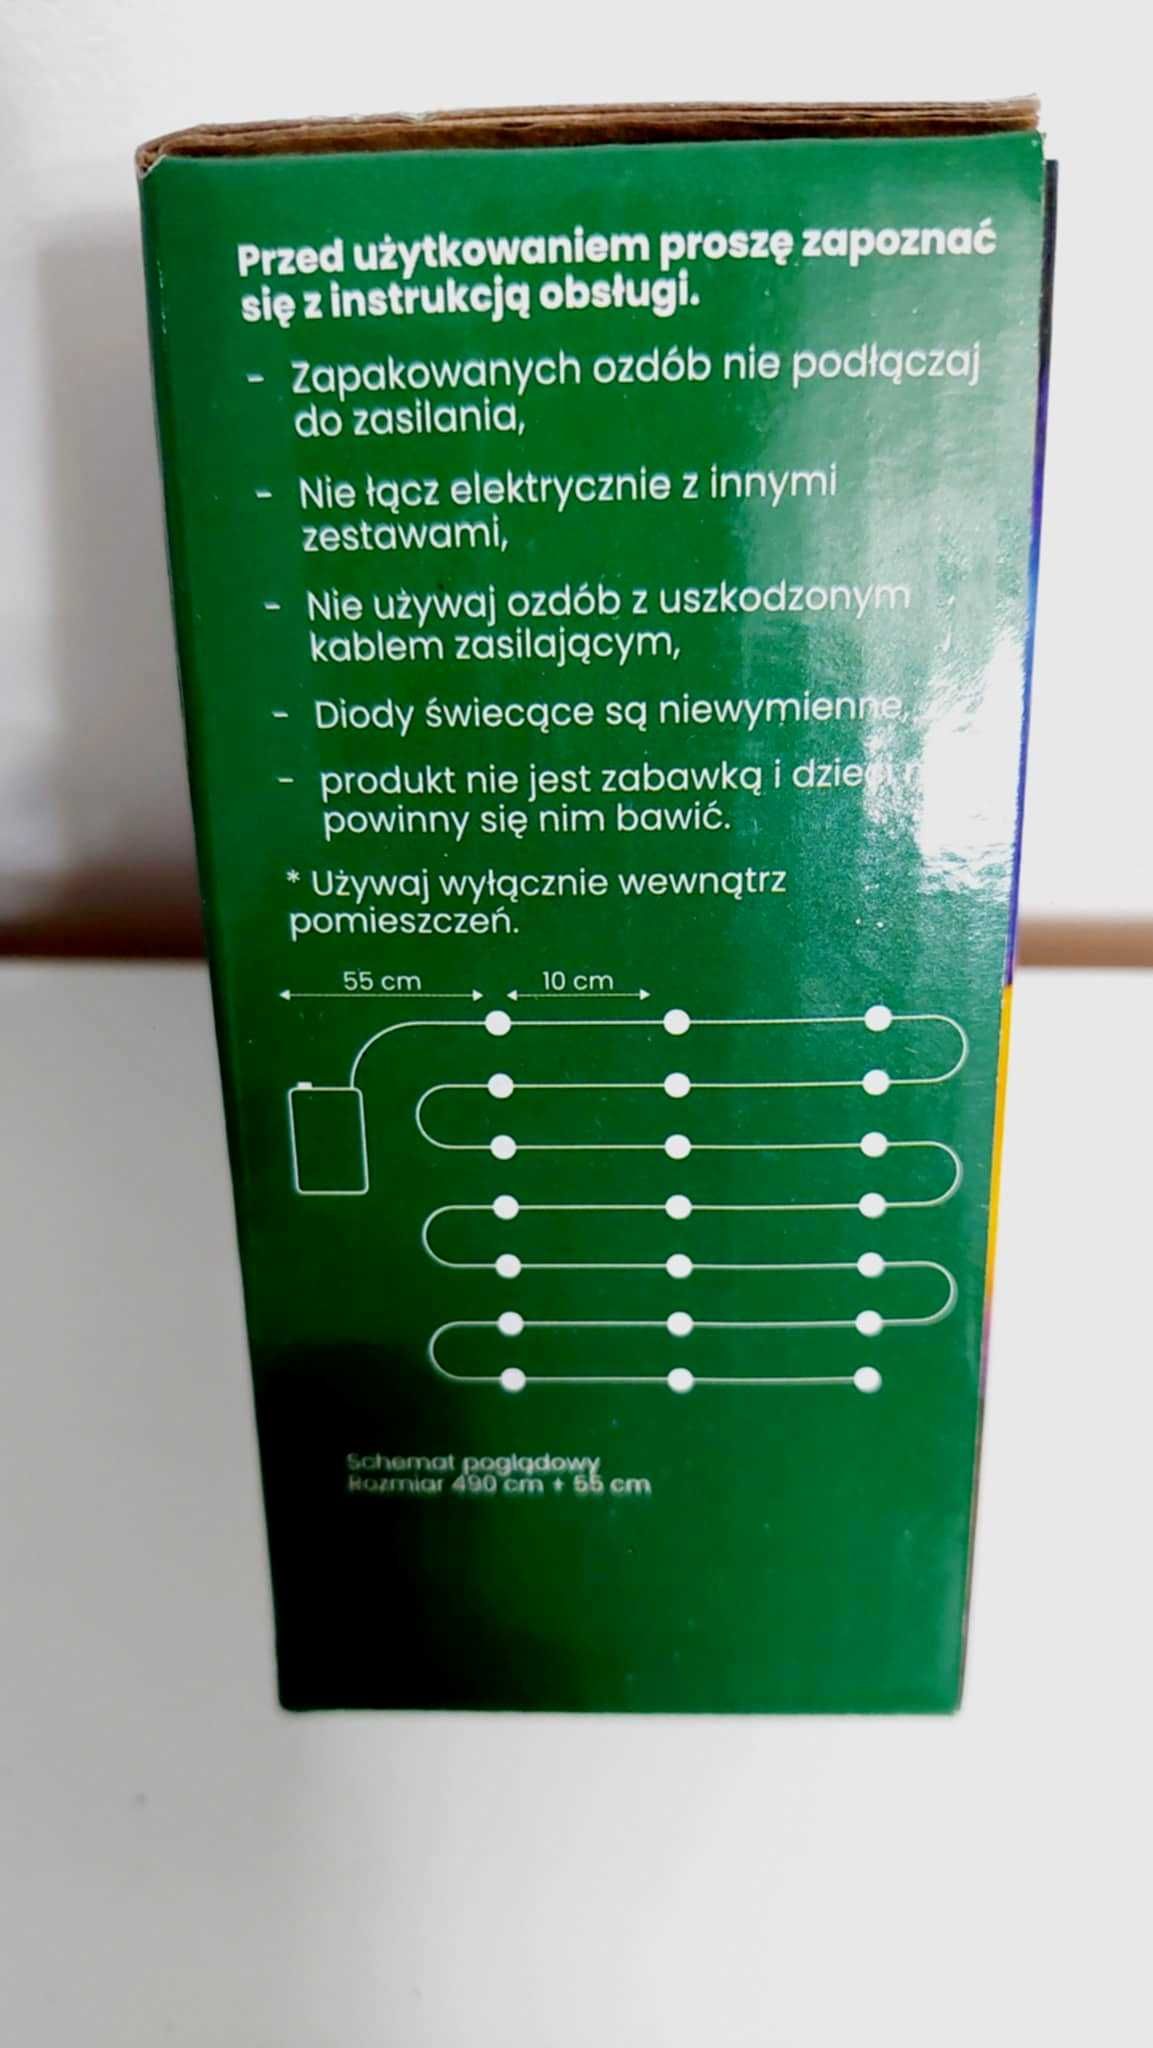 Przed użytkowaniem proszę zapoznać
się z instrukcją obsługi.
- Zapakowanych ozdób nie podłączaj
do zasilania,
- Nie łącz elektrycznie z innymi
zestawami,
- Nie używaj ozdób z uszkodzonym
kablem zasilającym,
- Diody świecące są niewymienne,
- produkt nie jest zabawką i dzieci
powinny się nim bawić.
* Używaj wyłącznie wewnątrz
pomieszczeń.
55 cm 10 cm
Schemat poglądowy
Rozmiar 490 cm + 55 cm